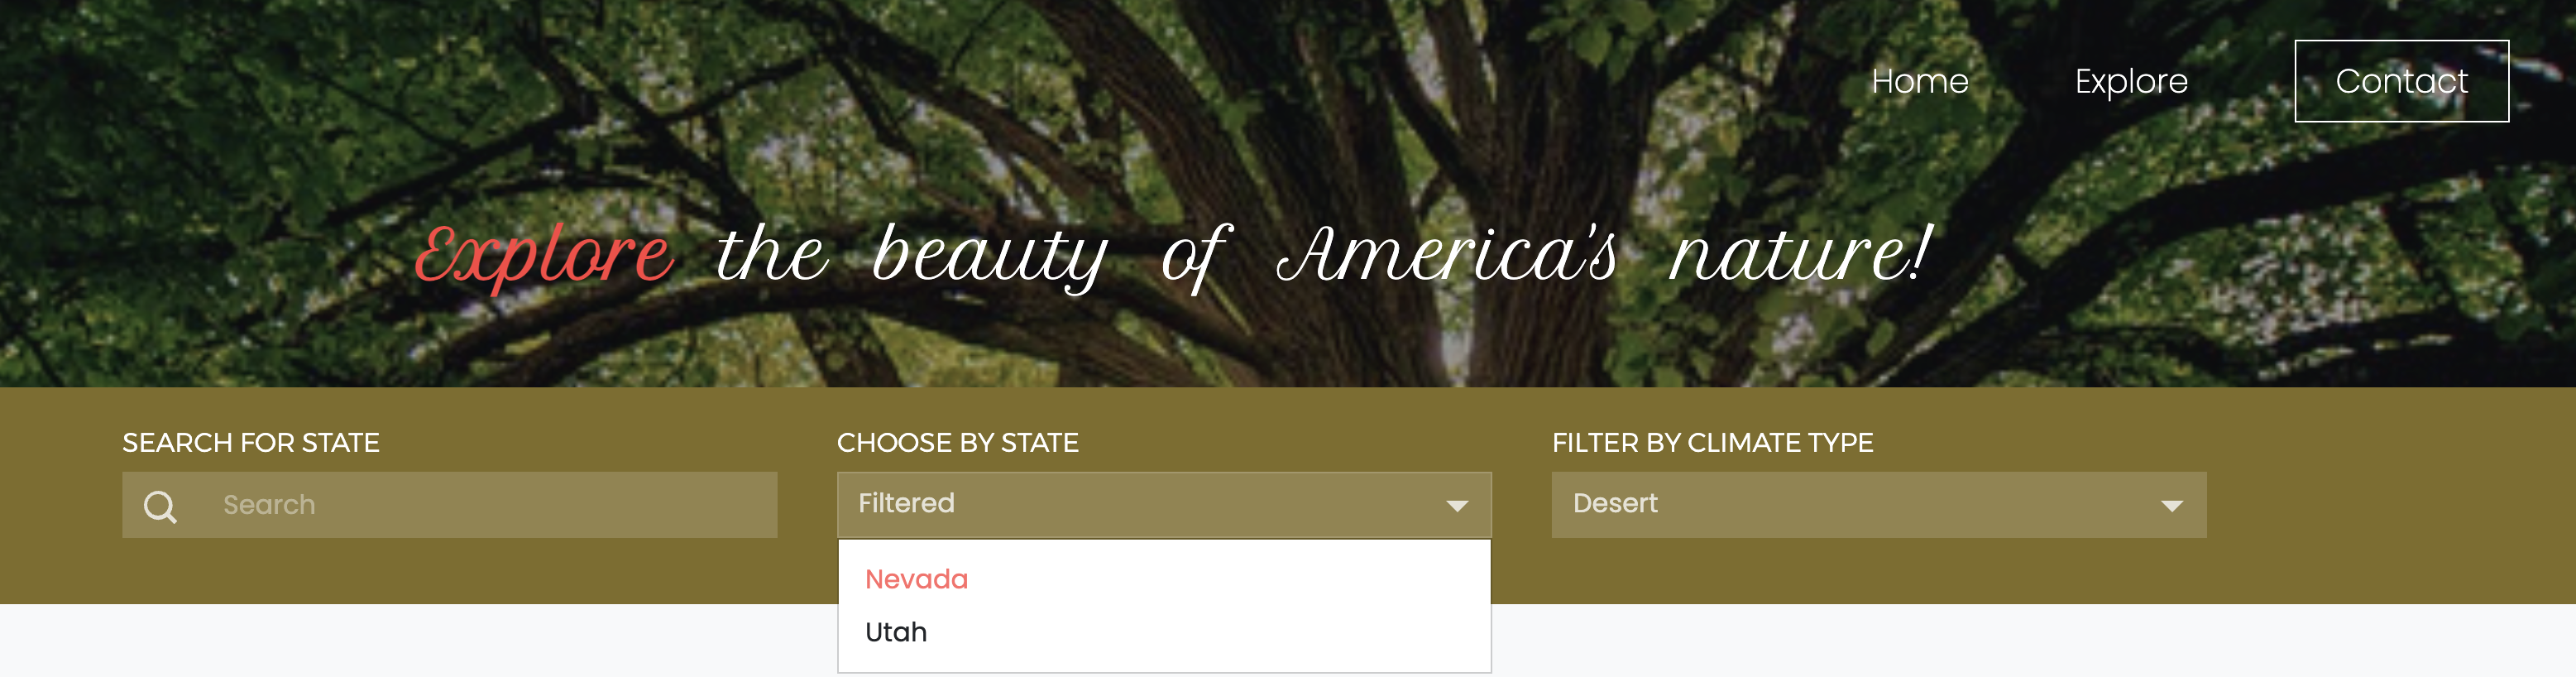 Home Explore Contact
Explore the beauty of America's nature!
SEARCH FOR STATE
Search
CHOOSE BY STATE
Filtered
Nevada
Utah
FILTER BY CLIMATE TYPE
Desert